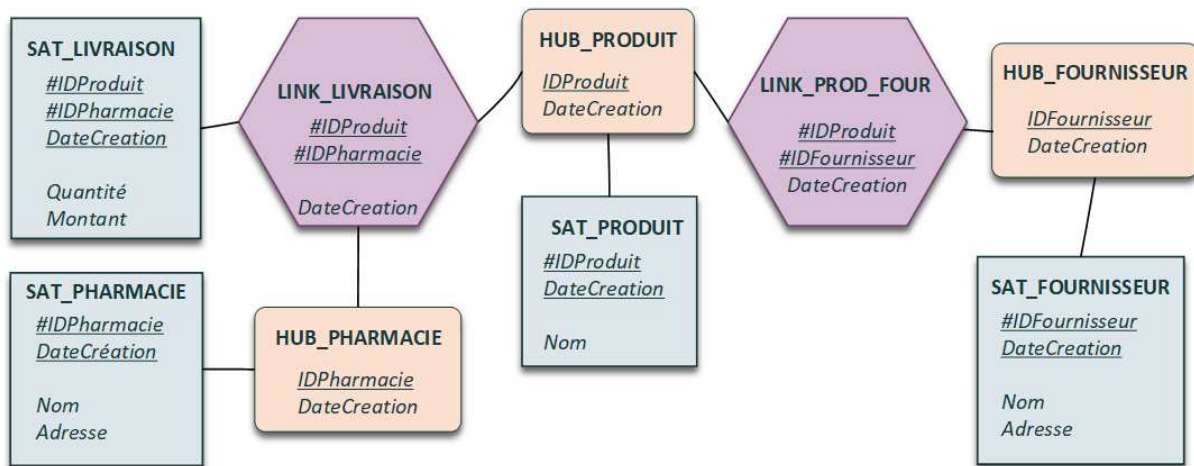 SAT_LIVRAISON
#IDProduit
#IDPharmacie
DateCreation
Quantité
Montant
LINK_LIVRAISON
#IDProduit
#IDPharmacie
DateCreation
HUB_PRODUIT
IDProduit
DateCreation
LINK_PROD_FOUR
#IDProduit
#IDFournisseur
DateCreation
HUB_FOURNISSEUR
IDFournisseur
DateCreation
SAT_PHARMACIE
#IDPharmacie
DateCréation
Nom
Adresse
HUB_PHARMACIE
IDPharmacie
DateCreation
SAT_PRODUIT
#IDProduit
DateCreation
Nom
SAT_FOURNISSEUR
#IDFournisseur
DateCreation
Nom
Adresse